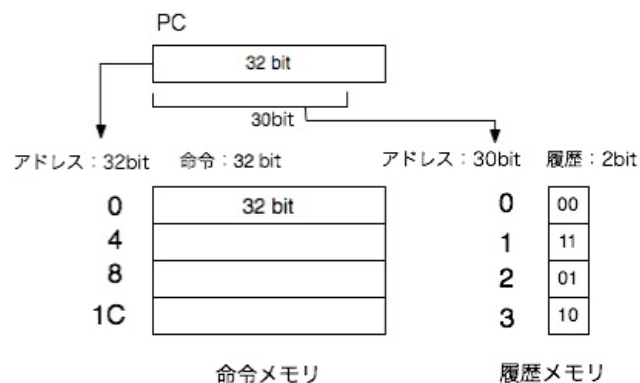 PC
32 bit
30bit
アドレス：32bit 命令：32 bit アドレス：30bit 履歴：2bit
0 32 bit 0 00
4 1 11
8 2 01
1C 3 10
命令メモリ 履歴メモリ